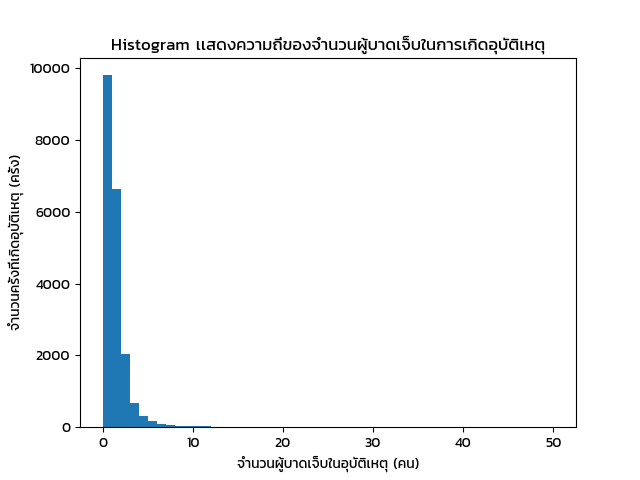 Histogram แสดงความถี่ของจำนวนผู้บาดเจ็บในการเกิดอุบัติเหตุ
จำนวนครั้งที่เกิดอุบัติเหตุ (ครั้ง)
10000
8000
6000
4000
2000
0
0 10 20 30 40 50
จำนวนผู้บาดเจ็บในอุบัติเหตุ (คน)